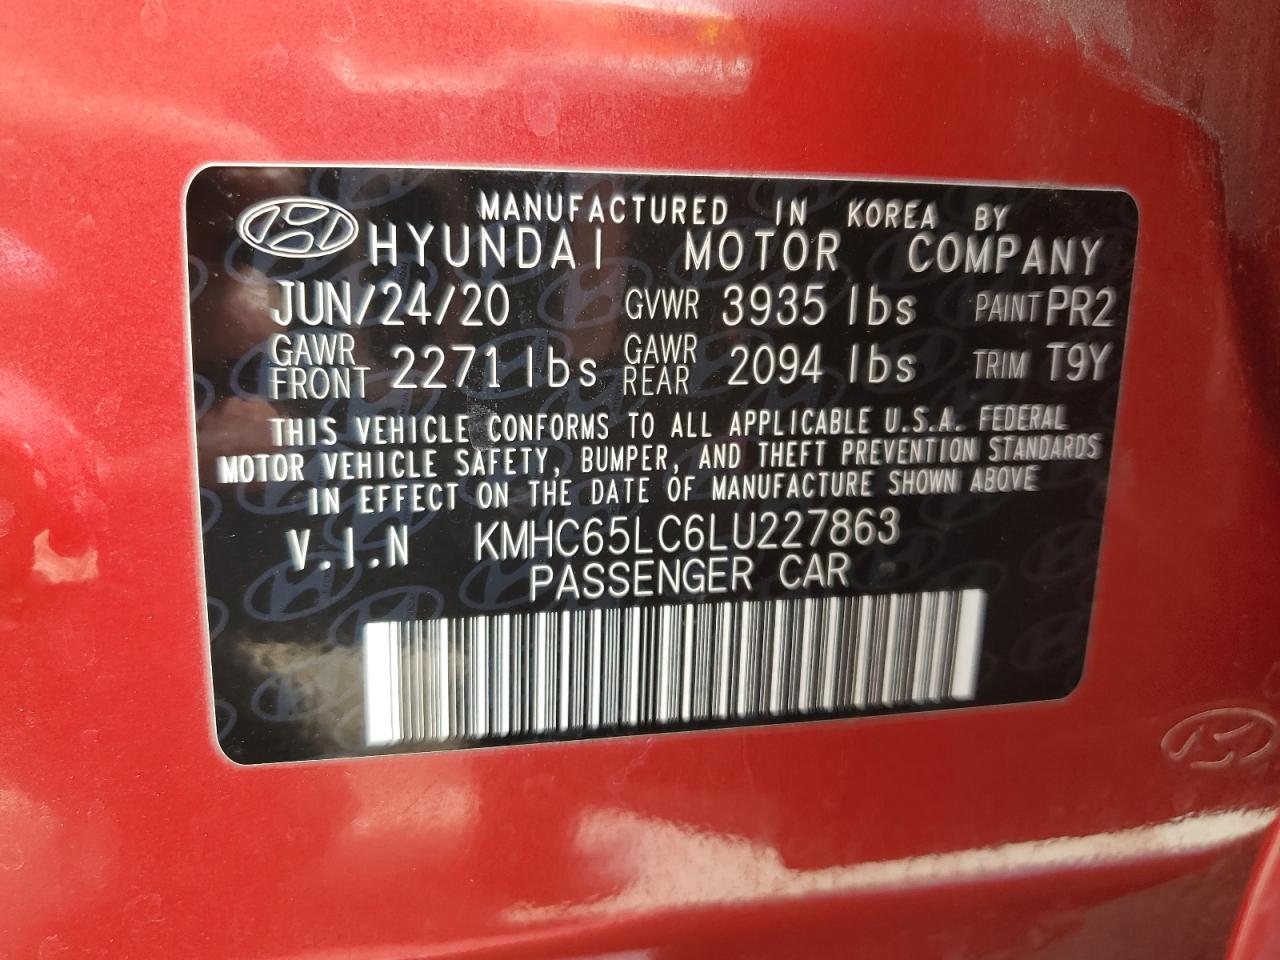 MANUFACTURED IN KOREA BY
HYUNDAI MOTOR COMPANY
JUN/24/20 GVWR 3935 lbs PAINT PR2
GAWR FRONT 2271 lbs GAWR REAR 2094 lbs TRIM T9Y
THIS VEHICLE CONFORMS TO ALL APPLICABLE U.S.A. FEDERAL
MOTOR VEHICLE SAFETY, BUMPER, AND THEFT PREVENTION STANDARDS
IN EFFECT ON THE DATE OF MANUFACTURE SHOWN ABOVE
V.I.N KMHC65LC6LU227863
PASSENGER CAR